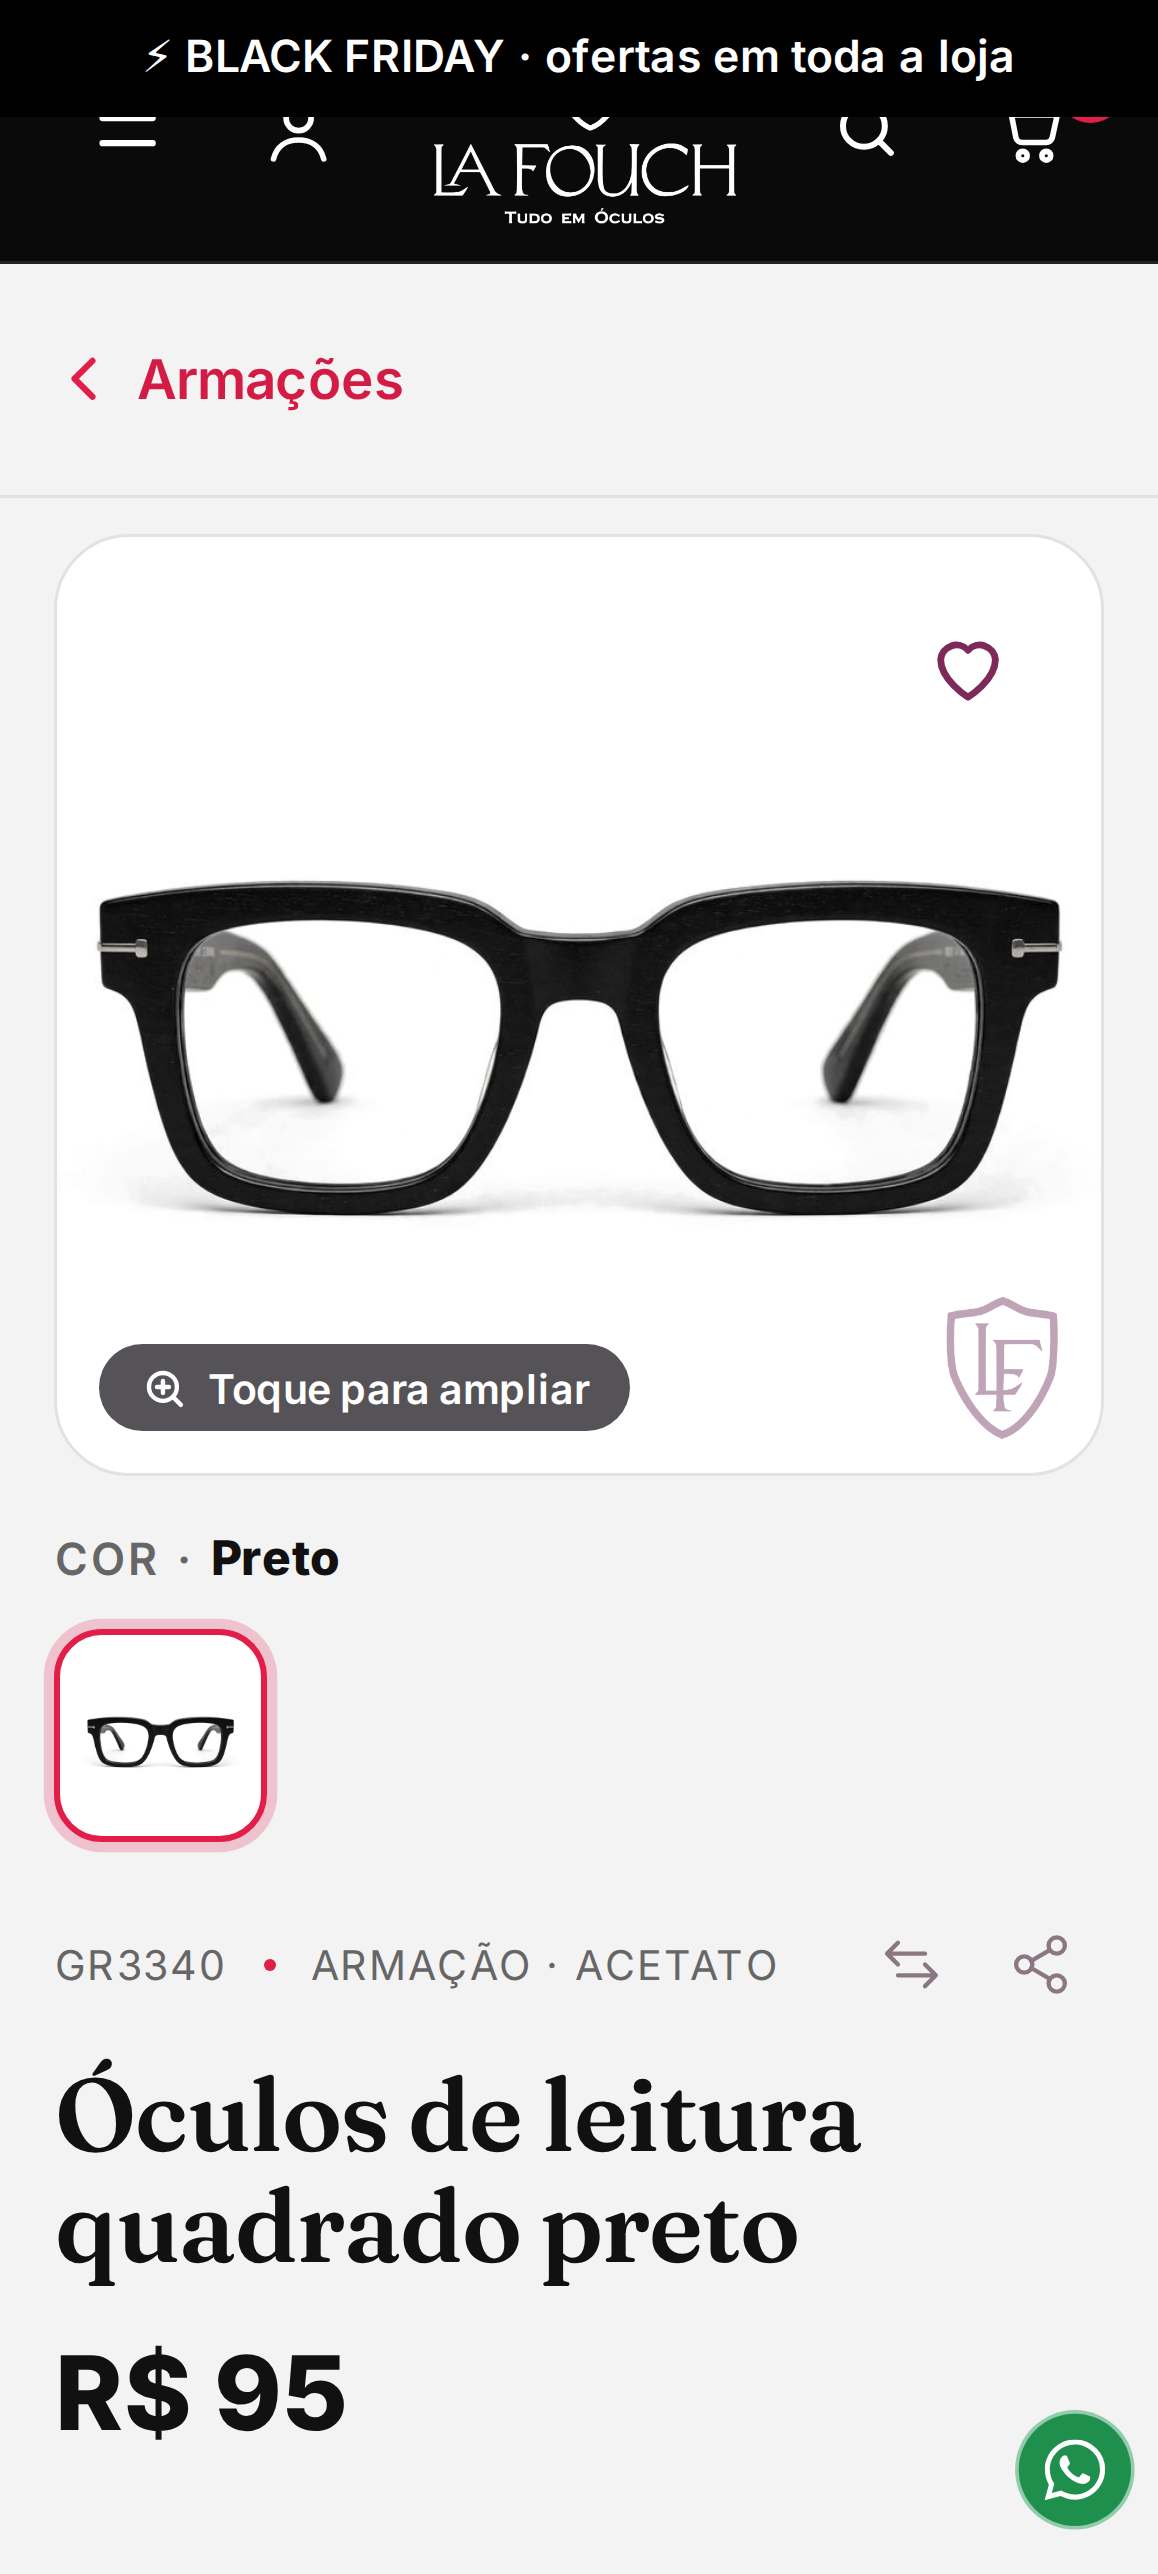 ⚡ BLACK FRIDAY · ofertas em toda a loja
LA FOUCH
TUDO EM ÓCULOS
Armações
LF
Toque para ampliar
COR · Preto
GR3340 • ARMAÇÃO · ACETATO
Óculos de leitura
quadrado preto
R$ 95